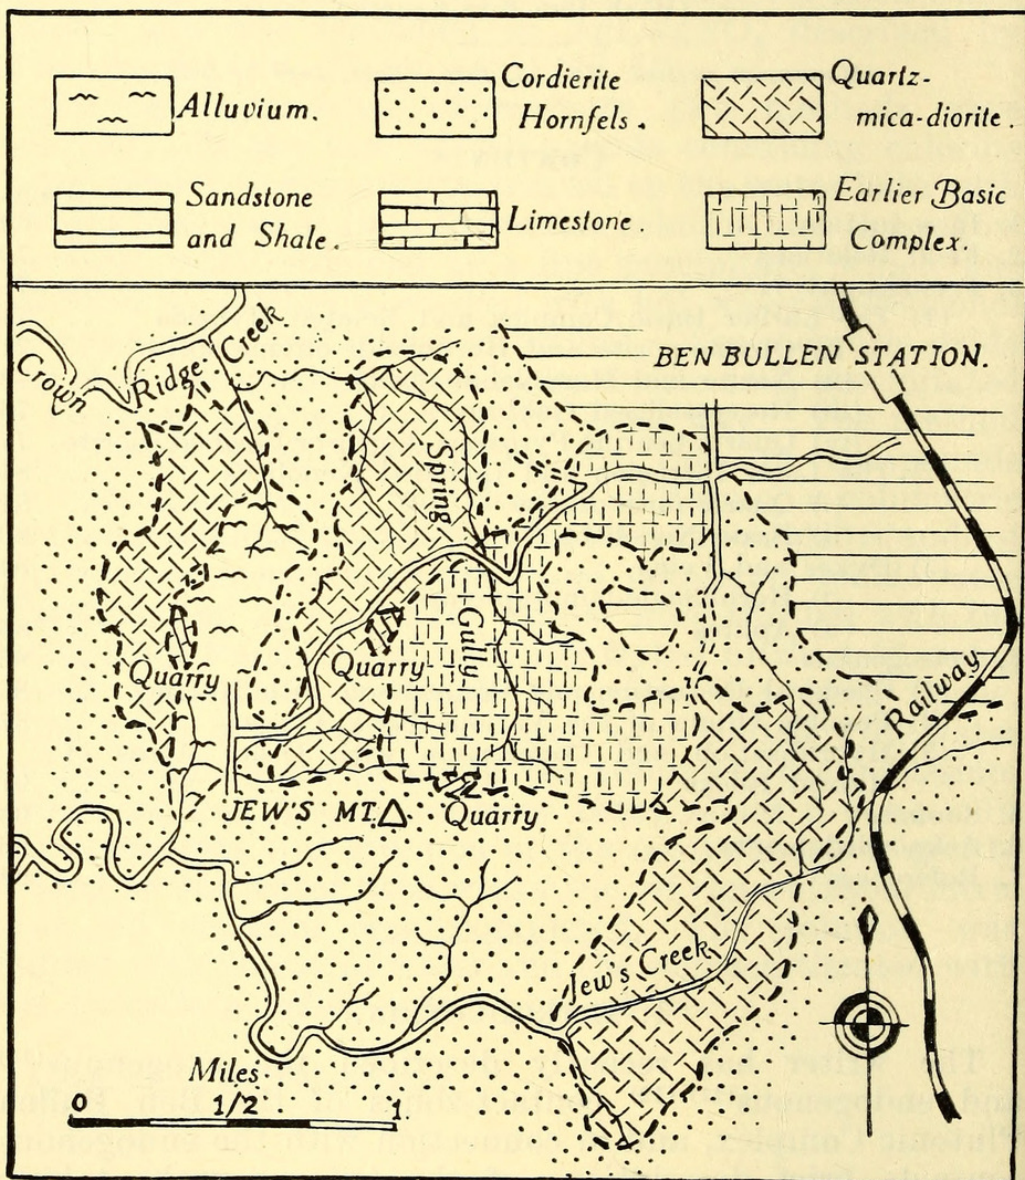 Alluvium.
Cordierite
Hornfels.
Quartz-
mica-diorite.
Sandstone
and Shale.
Limestone.
Earlier Basic
Complex.
Crown
Ridge
Creek
BEN BULLEN STATION.
Spring
Gully
Quarry
Quarry
Railway
JEW'S MT.
Quarry
Jew's Creek
Miles.
0 1/2 1